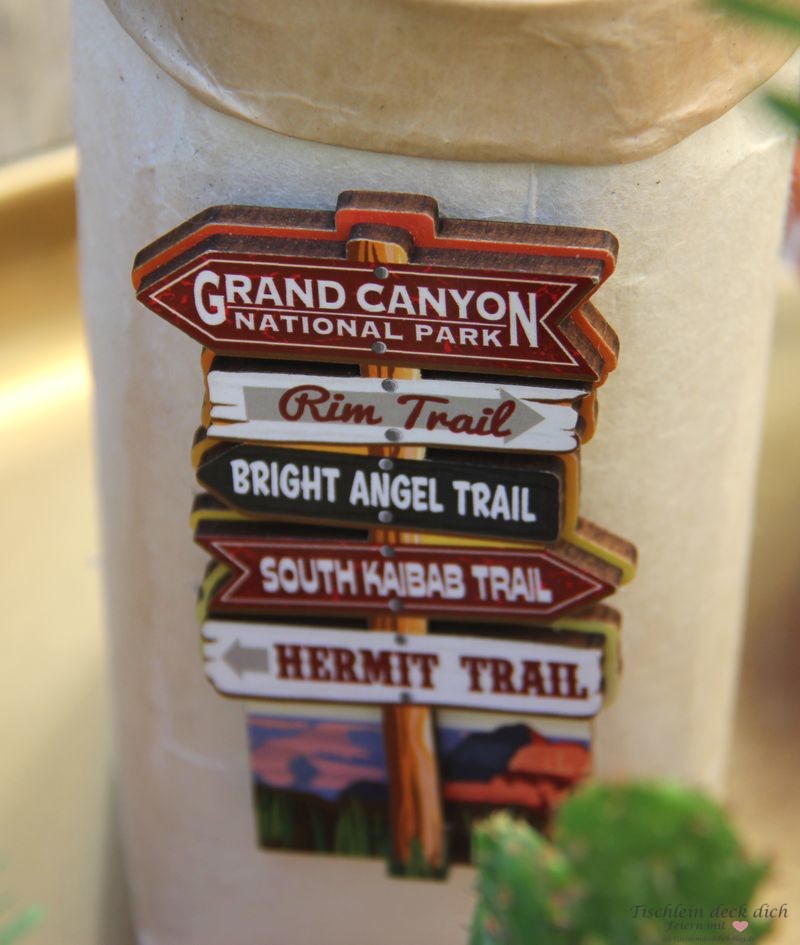 GRAND CANYON
NATIONAL PARK
Rim Trail
BRIGHT ANGEL TRAIL
SOUTH KAIBAB TRAIL
HERMIT TRAIL
Tischlein deck dich
Feiern mit